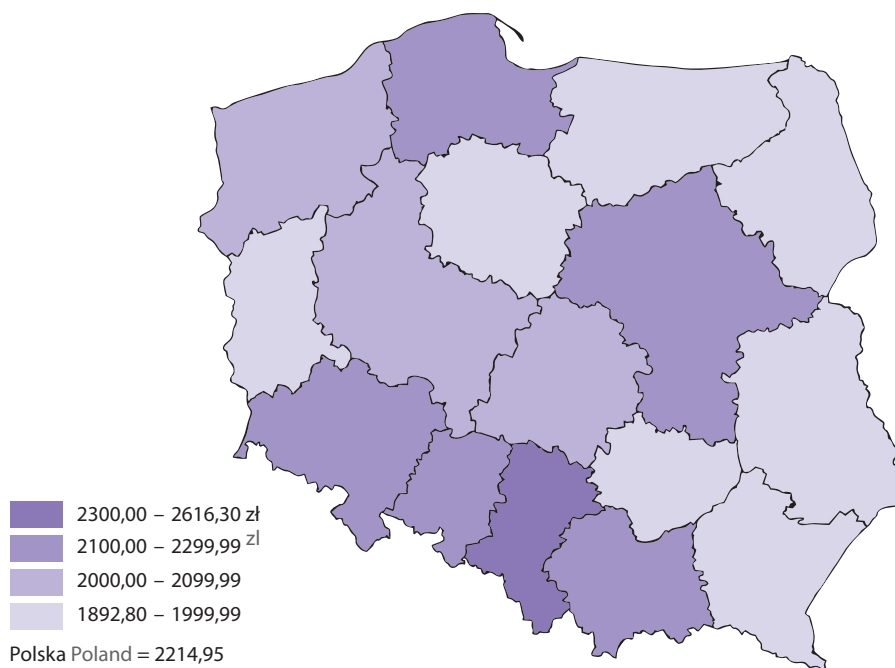 2300,00 – 2616,30 zł
2100,00 – 2299,99 zl
2000,00 – 2099,99
1892,80 – 1999,99
Polska Poland = 2214,95